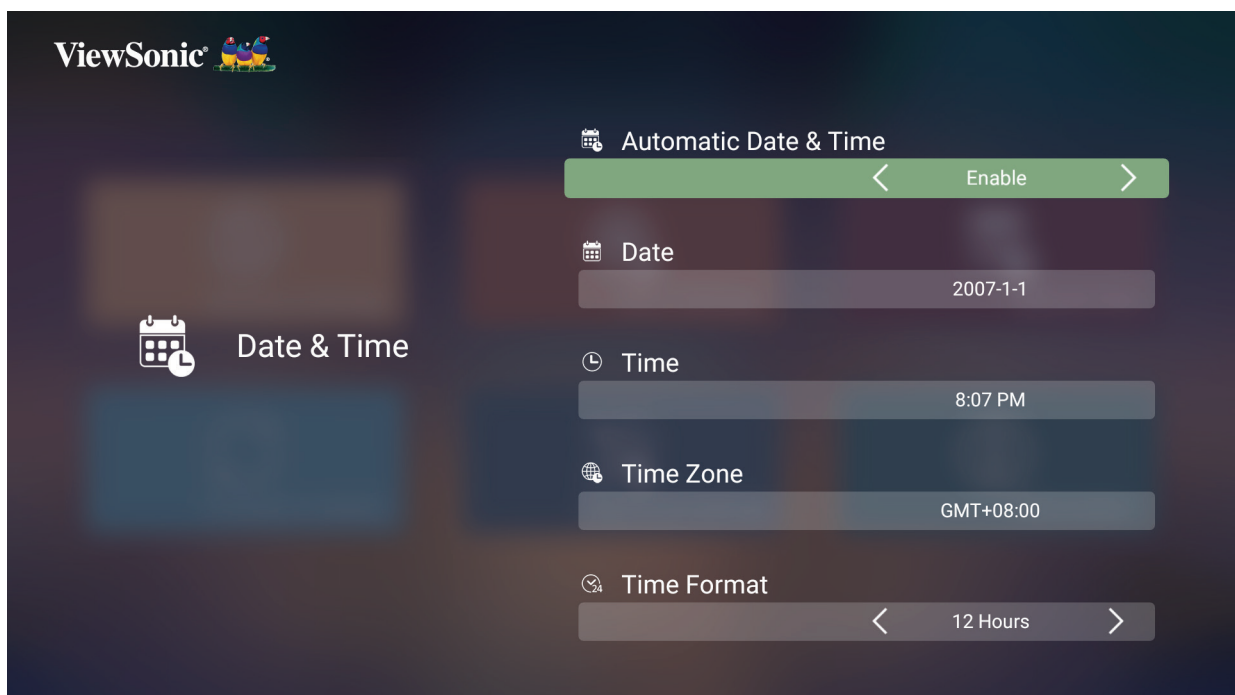 ViewSonic®
Automatic Date & Time
Enable
Date
2007-1-1
Date & Time
Time
8:07 PM
Time Zone
GMT+08:00
24
Time Format
12 Hours